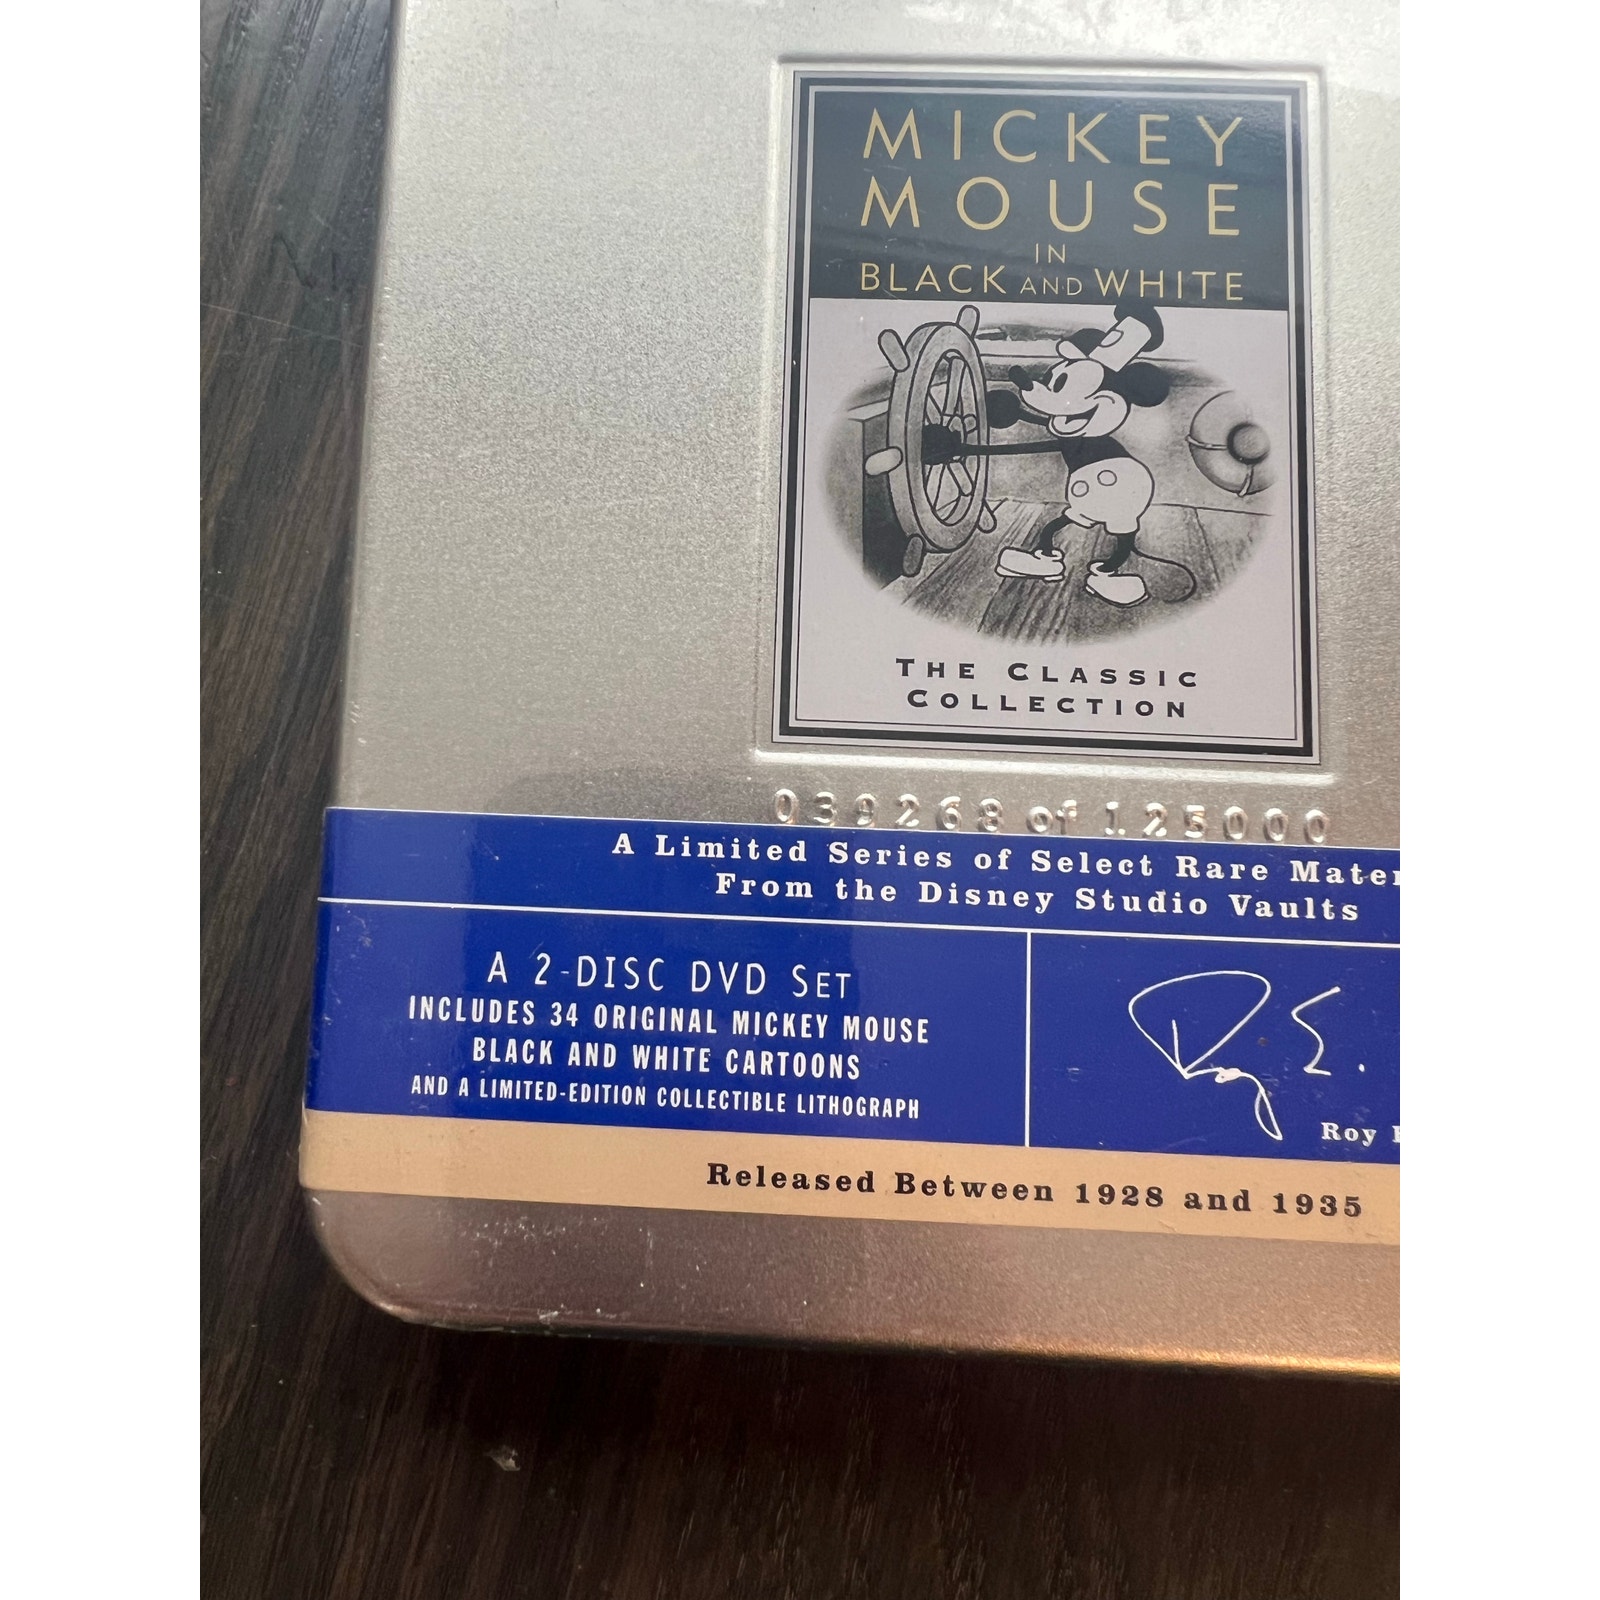 MICKEY
MOUSE
IN
BLACK AND WHITE
THE CLASSIC
COLLECTION
039268 of 125000
A Limited Series of Select Rare
From the Disney Studio Vaults
A 2-DISC DVD SET
INCLUDES 34 ORIGINAL MICKEY MOUSE
BLACK AND WHITE CARTOONS
AND A LIMITED-EDITION COLLECTIBLE LITHOGRAPH
Roy E.
Roy
Released Between 1928 and 1935